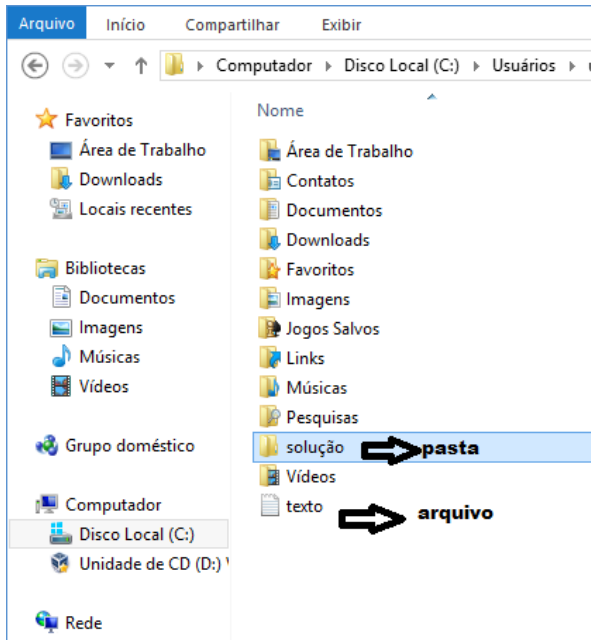 Arquivo Início Compartilhar Exibir
Computador Disco Local (C:) Usuários
Favoritos
Área de Trabalho
Downloads
Locais recentes
Bibliotecas
Documentos
Imagens
Músicas
Vídeos
Grupo doméstico
Computador
Disco Local (C:)
Unidade de CD (D:)
Rede
Nome
Área de Trabalho
Contatos
Documentos
Downloads
Favoritos
Imagens
Jogos Salvos
Links
Músicas
Pesquisas
solução pasta
Vídeos
texto arquivo